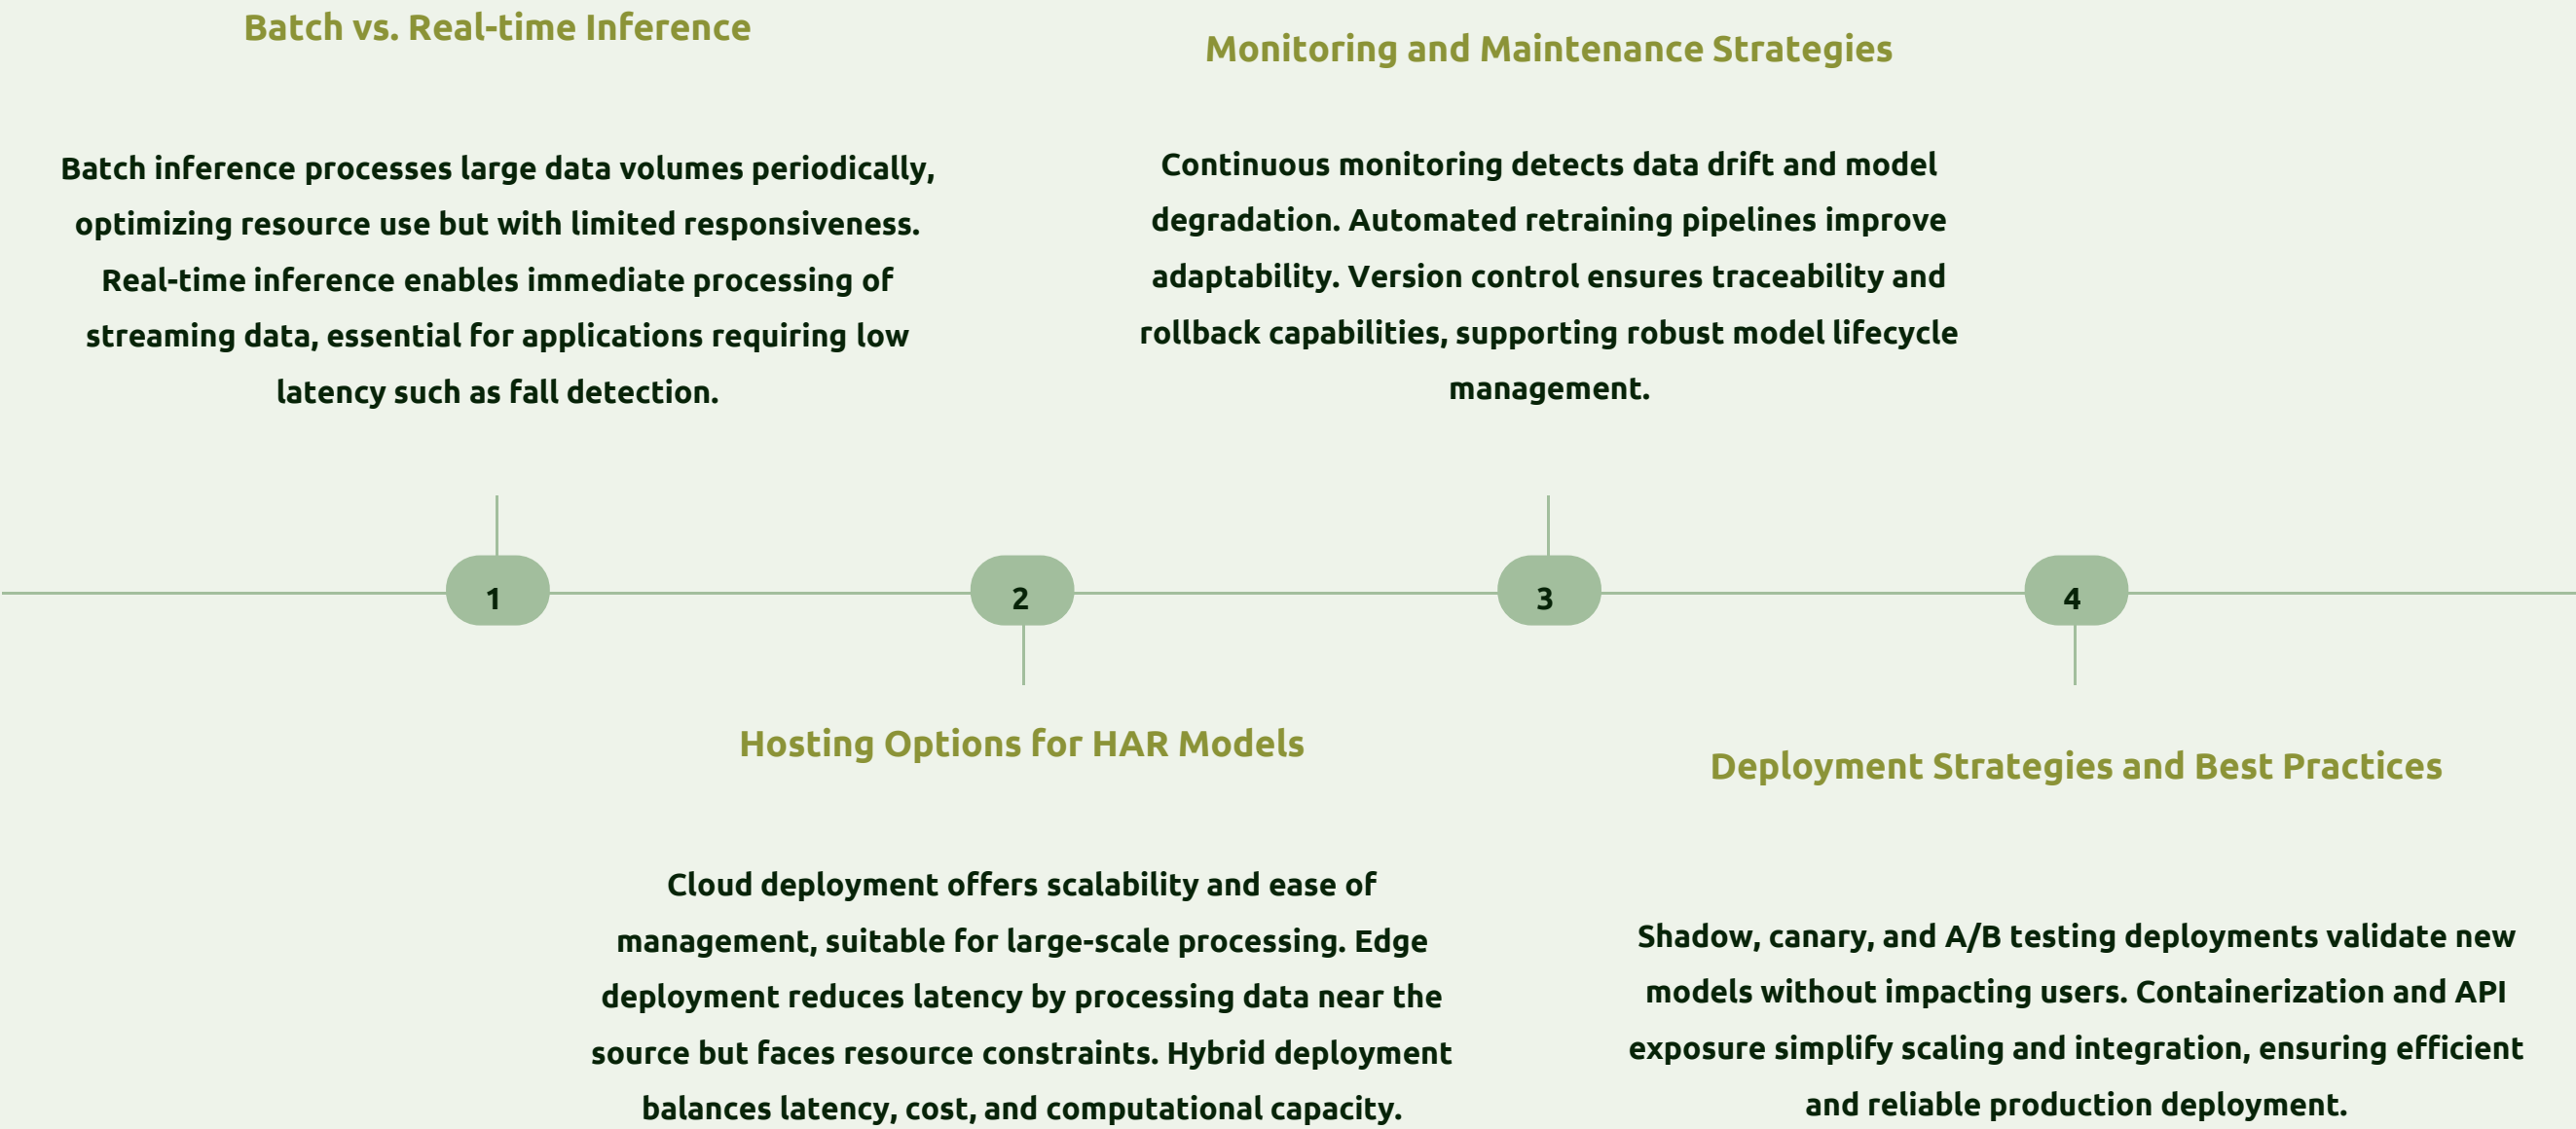 Batch vs. Real-time Inference
Batch inference processes large data volumes periodically,
optimizing resource use but with limited responsiveness.
Real-time inference enables immediate processing of
streaming data, essential for applications requiring low
latency such as fall detection.
Monitoring and Maintenance Strategies
Continuous monitoring detects data drift and model
degradation. Automated retraining pipelines improve
adaptability. Version control ensures traceability and
rollback capabilities, supporting robust model lifecycle
management.
1
2
3
4
Hosting Options for HAR Models
Cloud deployment offers scalability and ease of
management, suitable for large-scale processing. Edge
deployment reduces latency by processing data near the
source but faces resource constraints. Hybrid deployment
balances latency, cost, and computational capacity.
Deployment Strategies and Best Practices
Shadow, canary, and A/B testing deployments validate new
models without impacting users. Containerization and API
exposure simplify scaling and integration, ensuring efficient
and reliable production deployment.